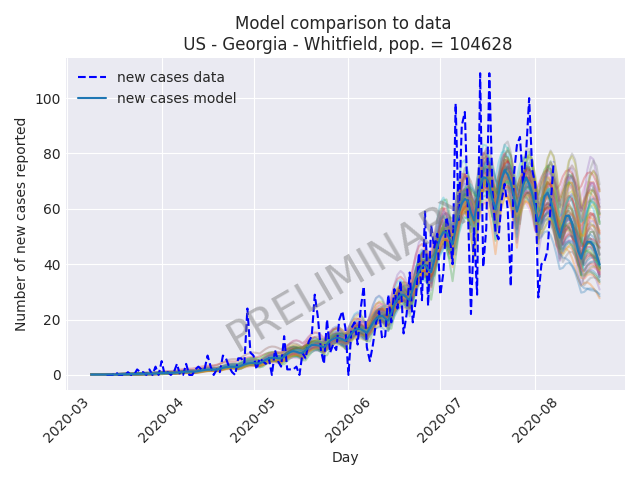 Model comparison to data
US - Georgia - Whitfield, pop. = 104628
new cases data
new cases model
Number of new cases reported
100
80
60
40
20
0
PRELIMINARY
2020-03
2020-04
2020-05
2020-06
2020-07
2020-08
Day